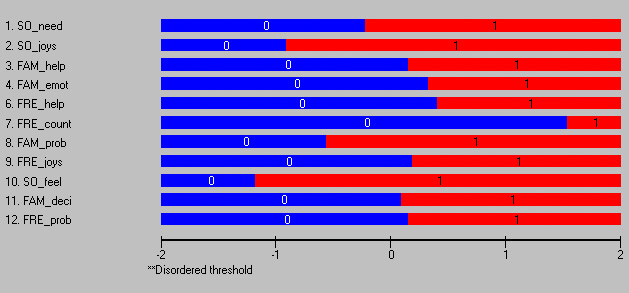 1. SO_need 0 1
2. SO_joys 0 1
3. FAM_help 0 1
4. FAM_emot 0 1
6. FRE_help 0 1
7. FRE_count 0 1
8. FAM_prob 0 1
9. FRE_joys 0 1
10. SO_feel 0 1
11. FAM_deci 0 1
12. FRE_prob 0 1
-2 -1 0 1 2
**Disordered threshold